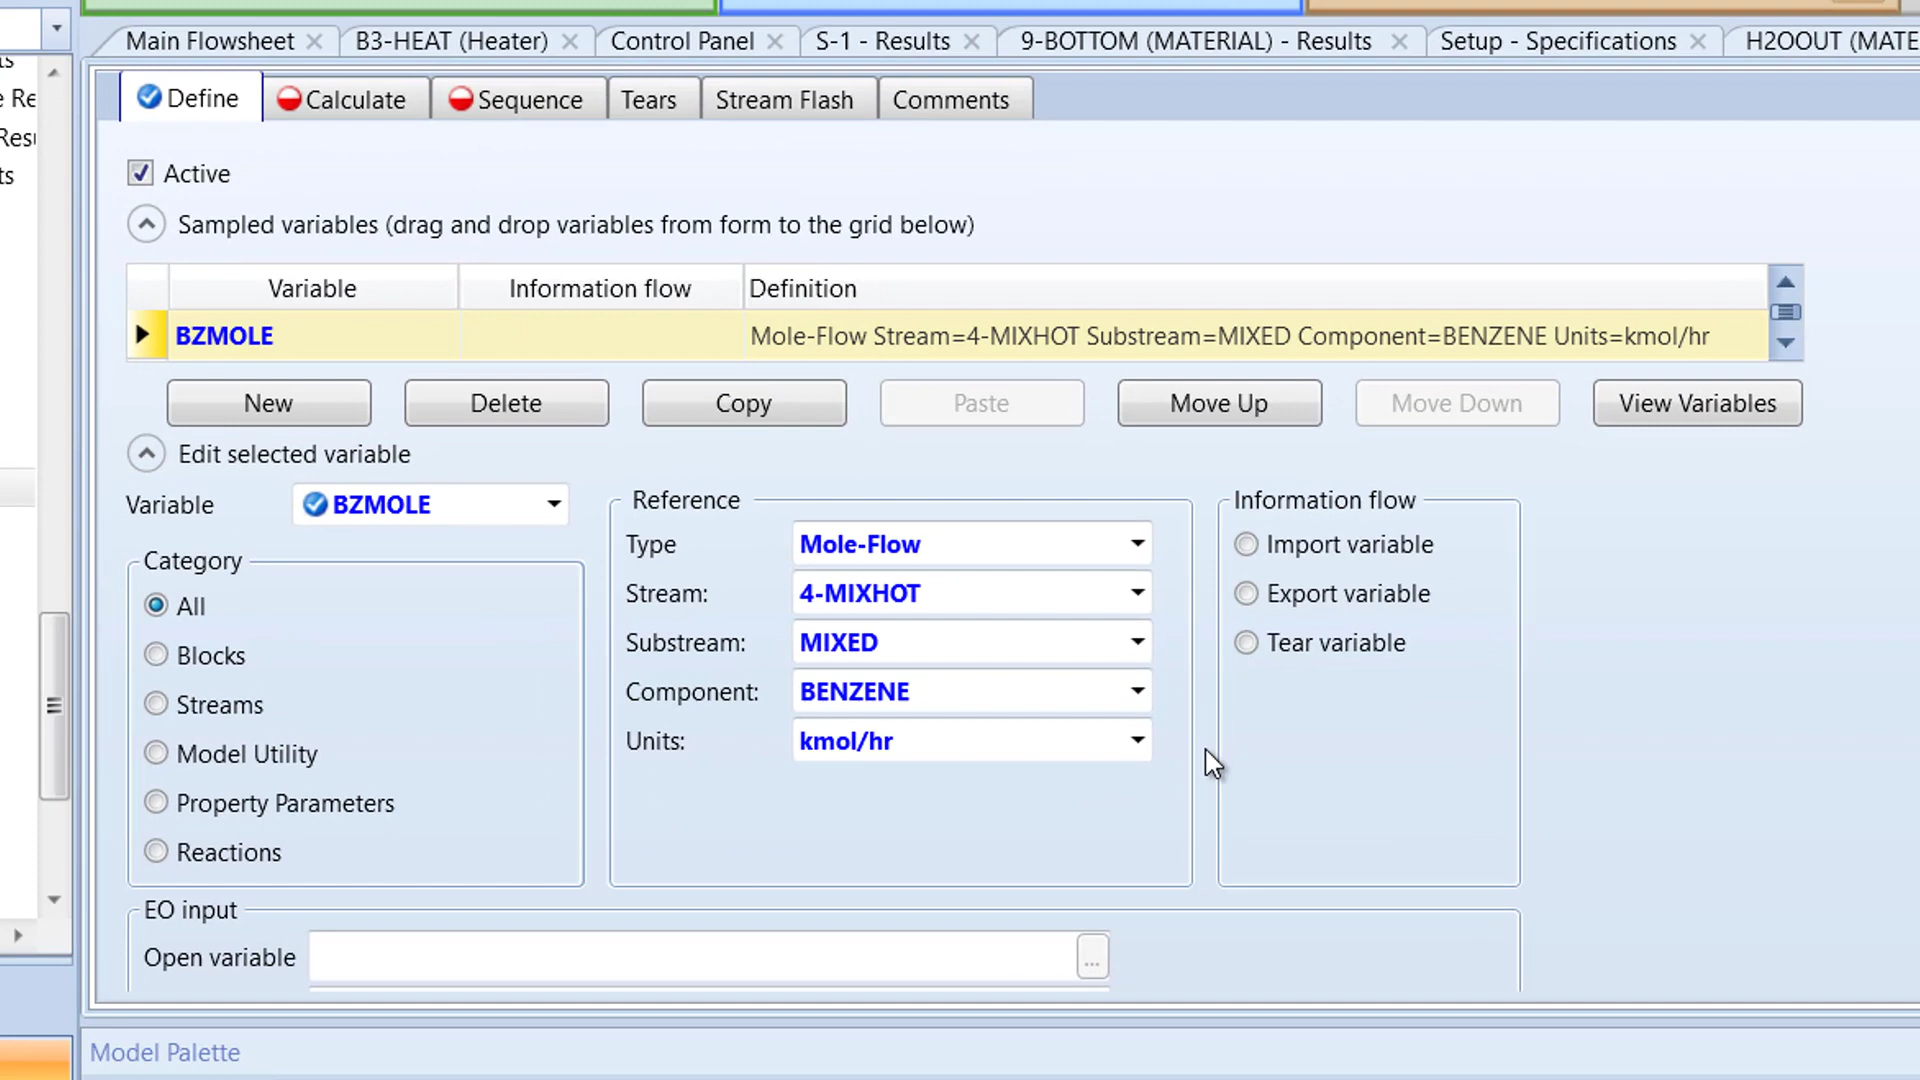 Main Flowsheet B3-HEAT (Heater) Control Panel S-1 - Results 9-BOTTOM (MATERIAL) - Results Setup - Specifications H2OOUT (MATE
Define Calculate Sequence Tears Stream Flash Comments
e Re
Resu
ts
Active
Sampled variables (drag and drop variables from form to the grid below)
Variable Information flow Definition
BZMOLE Mole-Flow Stream=4-MIXHOT Substream=MIXED Component=BENZENE Units=kmol/hr
New Delete Copy Paste Move Up Move Down View Variables
Edit selected variable
Variable BZMOLE
Category
All
Blocks
Streams
Model Utility
Property Parameters
Reactions
Reference
Type Mole-Flow
Stream: 4-MIXHOT
Substream: MIXED
Component: BENZENE
Units: kmol/hr
Information flow
Import variable
Export variable
Tear variable
EO input
Open variable ...
Model Palette